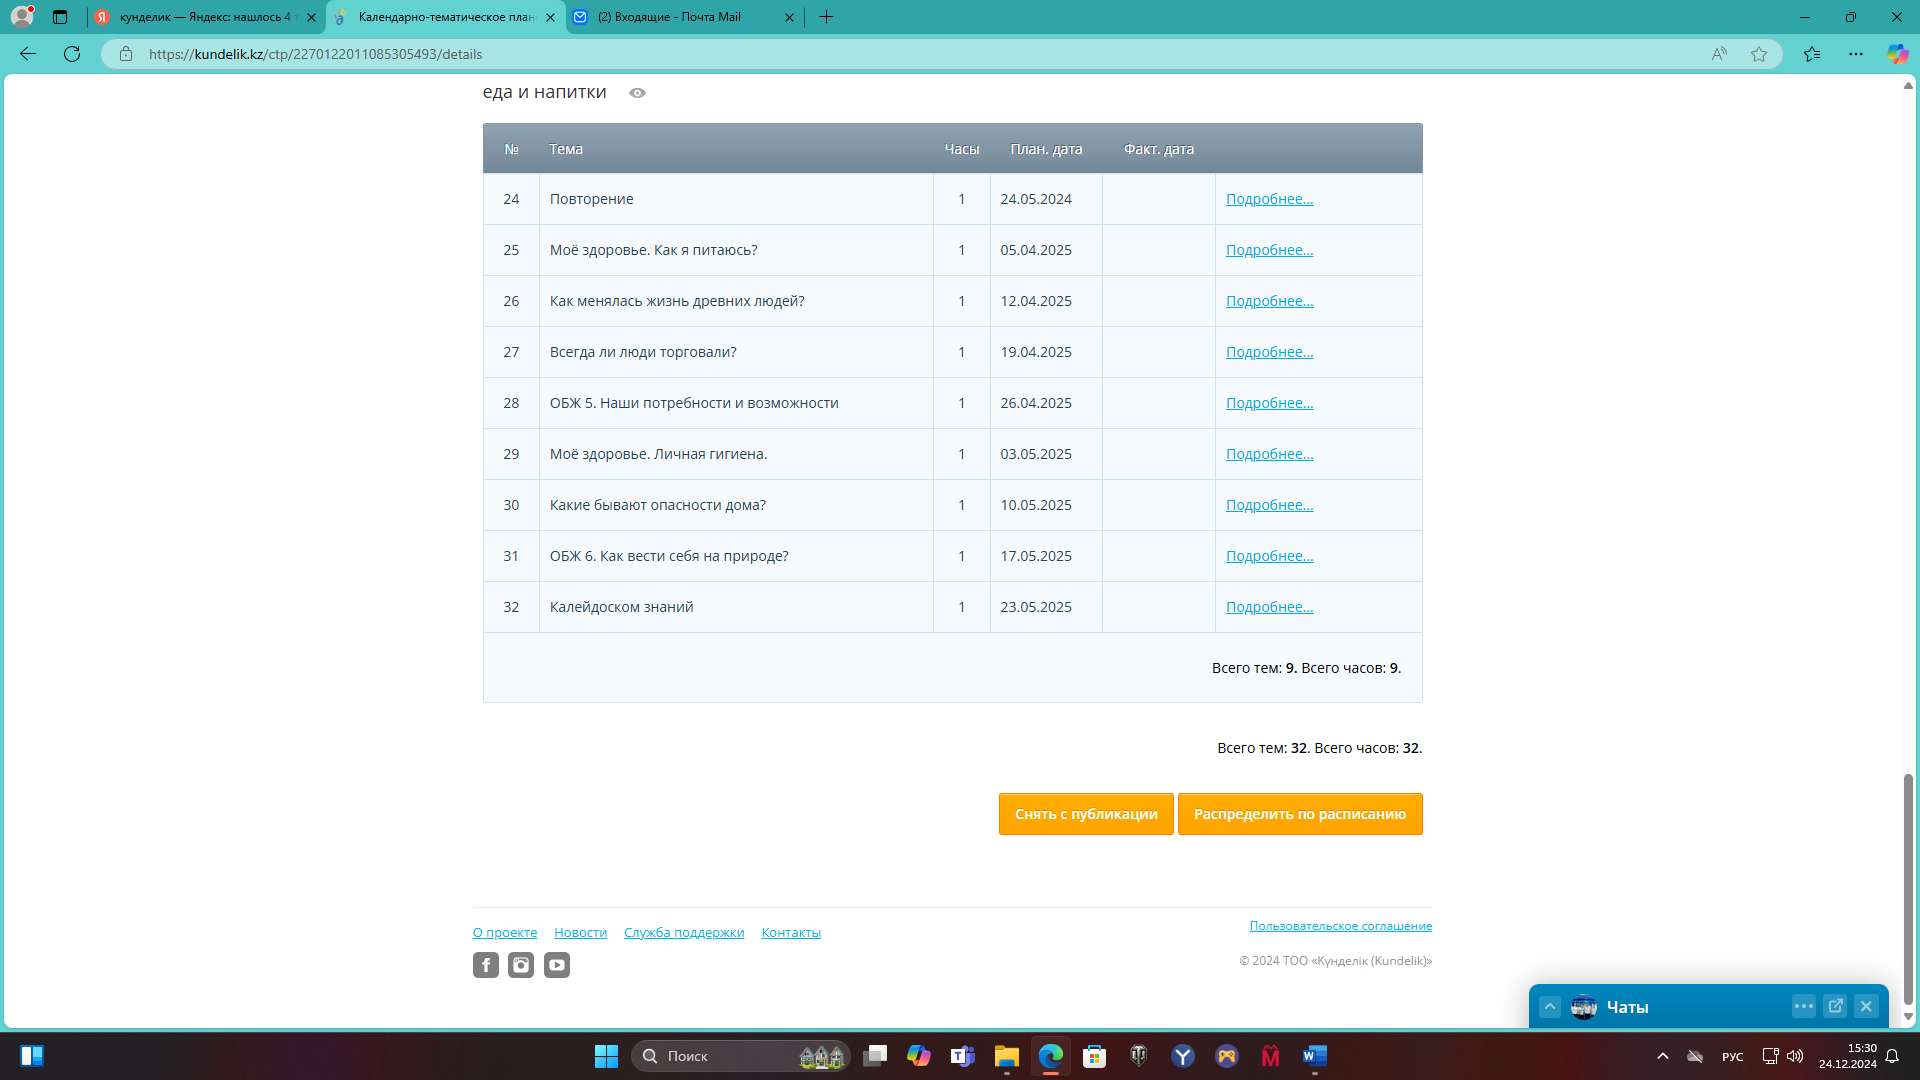 кунделик — Яндекс: нашлось 4 т
Календарно-тематическое план
(2) Входящие - Почта Mail
https://kundelik.kz/ctp/2270122011085305493/details
еда и напитки
№ Тема Часы План. дата Факт. дата
24 Повторение 1 24.05.2024 Подробнее...
25 Моё здоровье. Как я питаюсь? 1 05.04.2025 Подробнее...
26 Как менялась жизнь древних людей? 1 12.04.2025 Подробнее...
27 Всегда ли люди торговали? 1 19.04.2025 Подробнее...
28 ОБЖ 5. Наши потребности и возможности 1 26.04.2025 Подробнее...
29 Моё здоровье. Личная гигиена. 1 03.05.2025 Подробнее...
30 Какие бывают опасности дома? 1 10.05.2025 Подробнее...
31 ОБЖ 6. Как вести себя на природе? 1 17.05.2025 Подробнее...
32 Калейдоском знаний 1 23.05.2025 Подробнее...
Всего тем: 9. Всего часов: 9.
Всего тем: 32. Всего часов: 32.
Снять с публикации Распределить по расписанию
О проекте Новости Служба поддержки Контакты
Пользовательское соглашение
© 2024 ТОО «Күнделік (Kundelik)»
Чаты
Поиск
РУС
15:30
24.12.2024